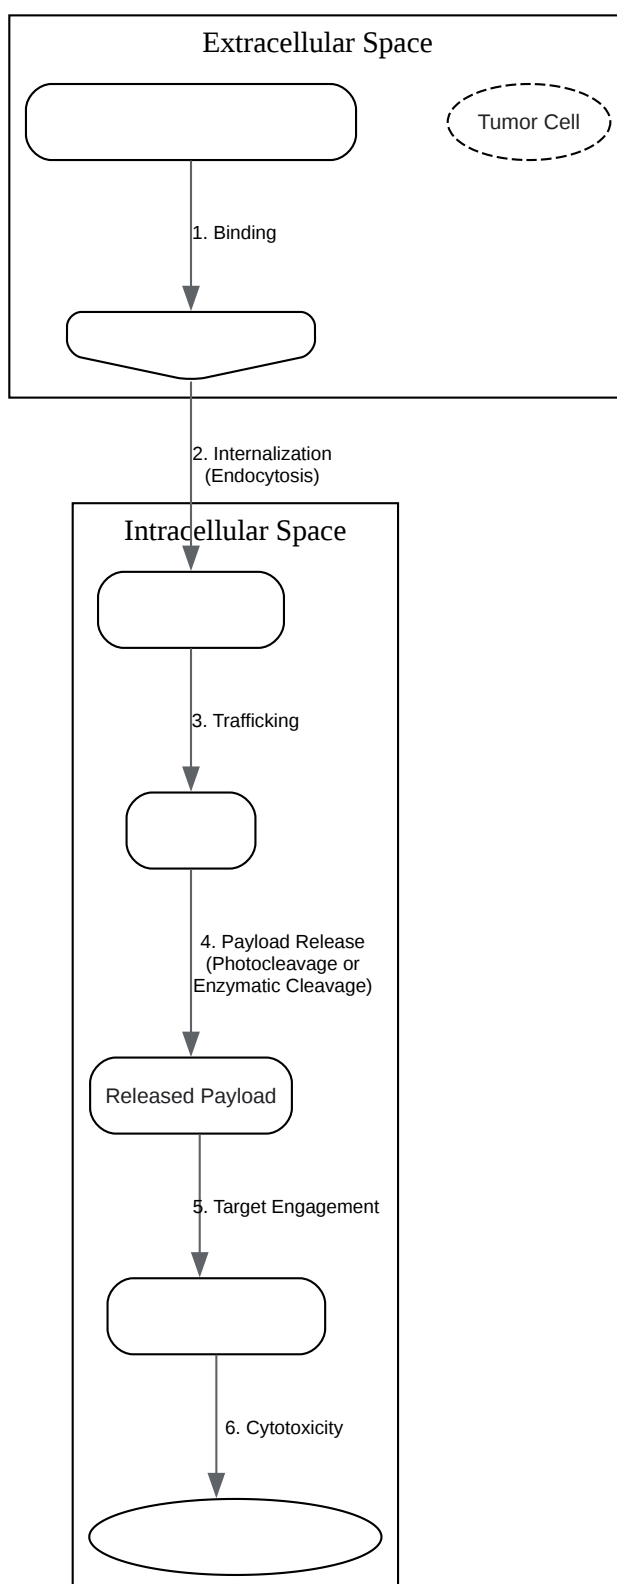 Extracellular Space
Tumor Cell
1. Binding
2. Internalization
(Endocytosis)
Intracellular Space
3. Trafficking
4. Payload Release
(Photocleavage or
Enzymatic Cleavage)
Released Payload
5. Target Engagement
6. Cytotoxicity